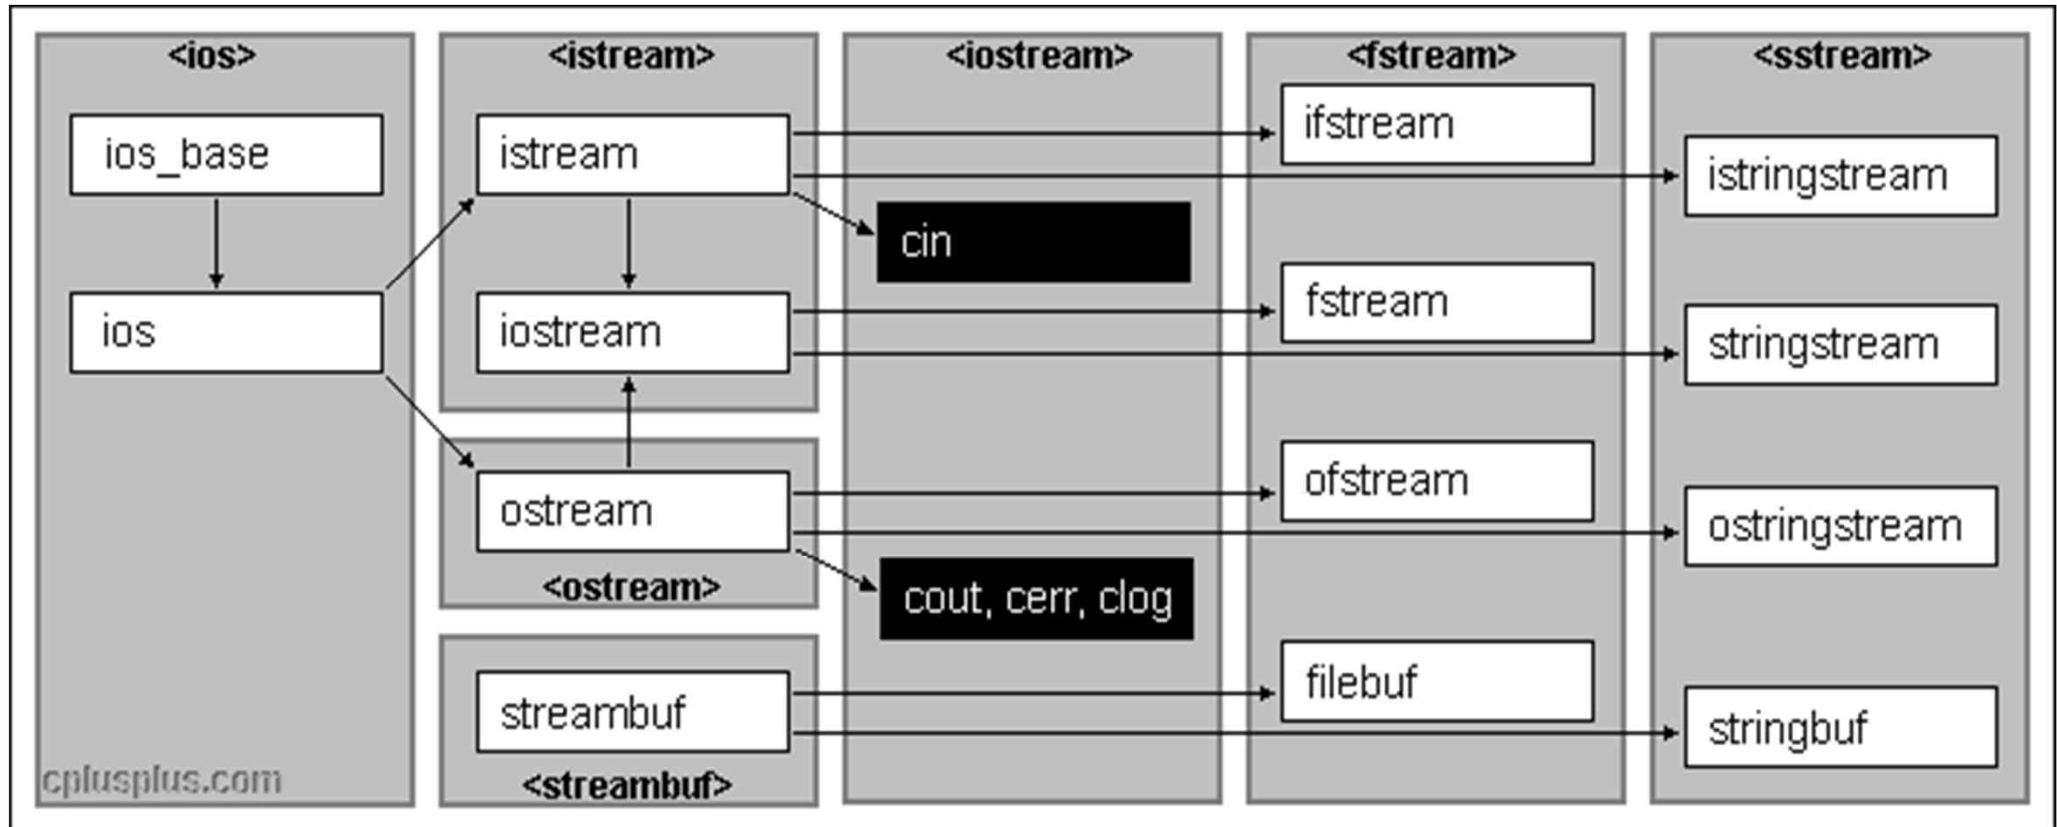 <ios>
ios_base
ios
cplusplus.com
<istream>
istream
iostream
ostream
<ostream>
streambuf
<streambuf>
<iostream>
cin
cout, cerr, clog
<fstream>
ifstream
fstream
ofstream
filebuf
<sstream>
istringstream
stringstream
ostringstream
stringbuf